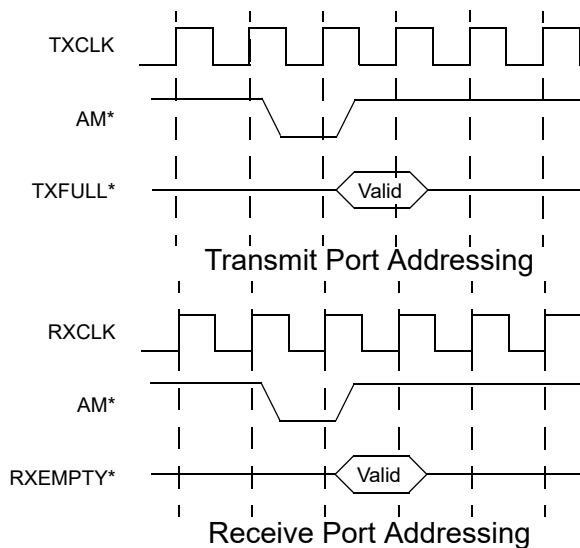 TXCLK
AM*
TXFULL* Valid
Transmit Port Addressing
RXCLK
AM*
RXEMPTY* Valid
Receive Port Addressing